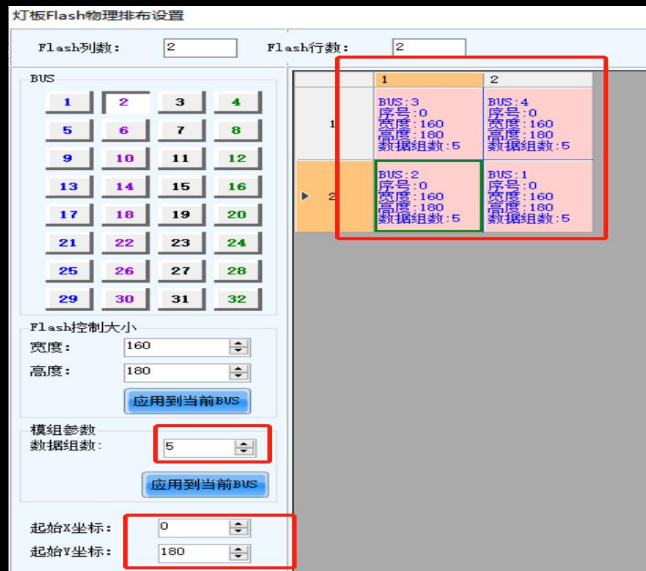 灯板Flash物理排布设置
Flash列数: 2 Flash行数: 2
BUS
1 2 3 4
5 6 7 8
9 10 11 12
13 14 15 16
17 18 19 20
21 22 23 24
25 26 27 28
29 30 31 32
Flash控制大小
宽度: 160
高度: 180
应用到当前BUS
模组参数
数据组数: 5
应用到当前BUS
起始X坐标: 0
起始Y坐标: 180
1 2
1
BUS:3
序号:0
宽度:160
高度:180
数据组数:5
BUS:4
序号:0
宽度:160
高度:180
数据组数:5
2
BUS:2
序号:0
宽度:160
高度:180
数据组数:5
BUS:1
序号:0
宽度:160
高度:180
数据组数:5